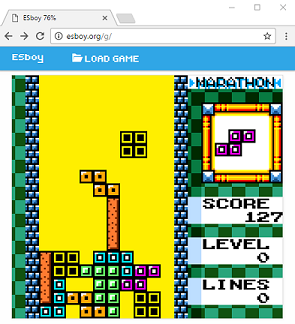 ESboy 76%
esboy.org/g/
ESboy LOAD GAME
MARATHON
SCORE
127
LEVEL
0
LINES
0